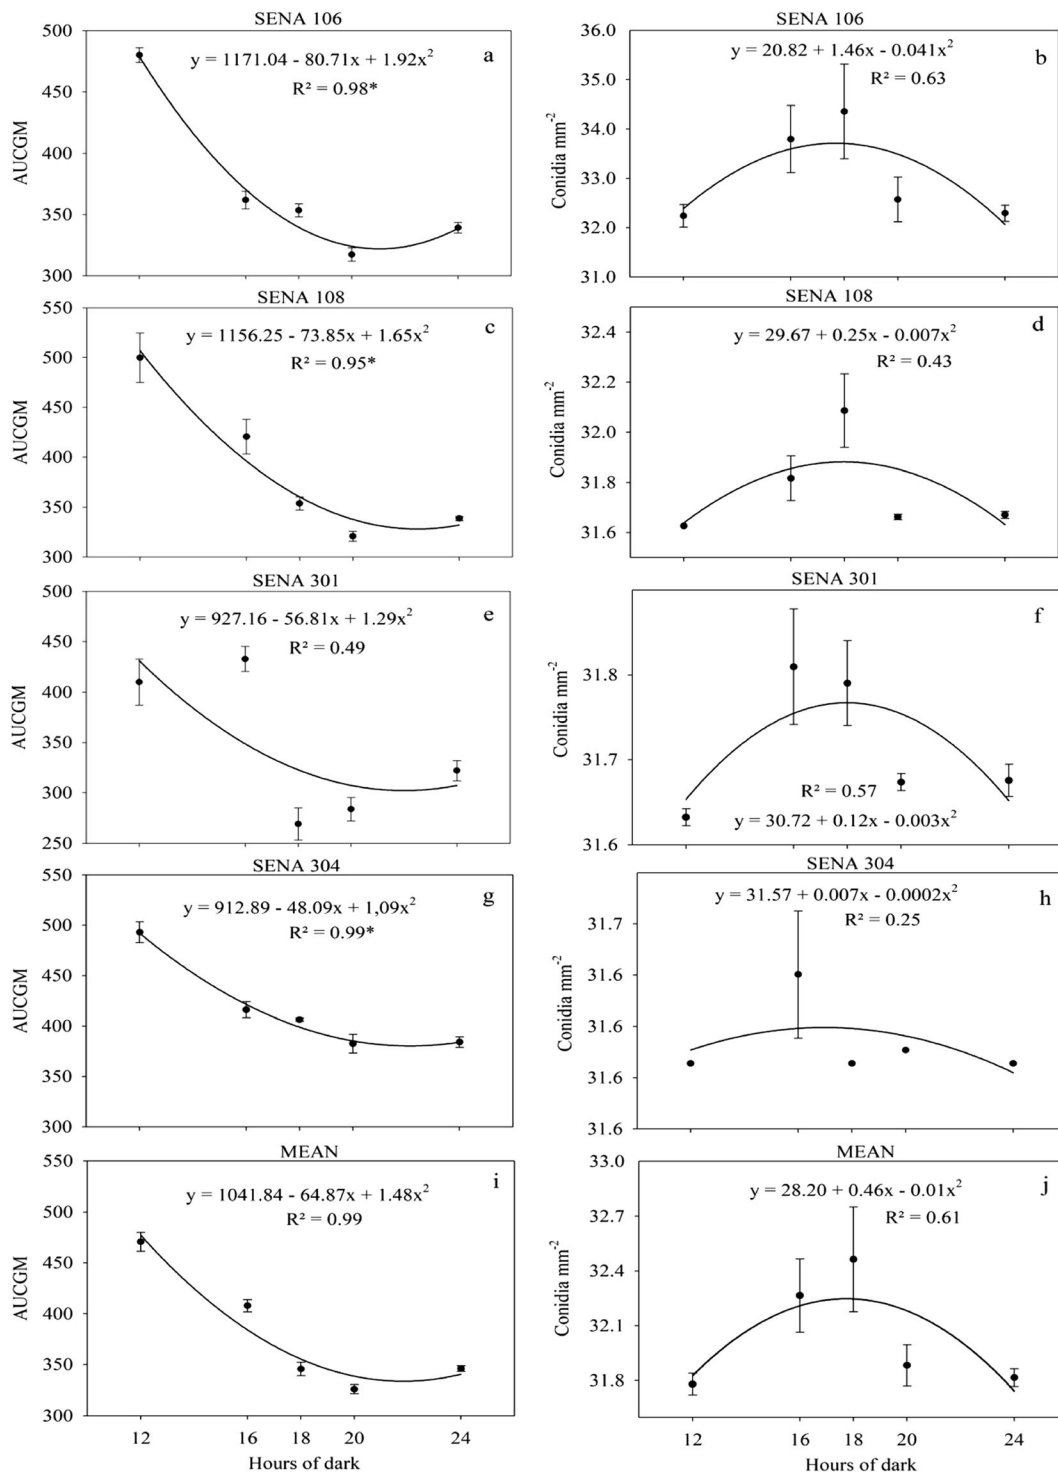 SENA 106
y = 1171.04 - 80.71x + 1.92x²
a
R² = 0.98*
500
450
400
350
300
AUCGM
SENA 106
y = 20.82 + 1.46x - 0.041x²
b
R² = 0.63
36.0
35.0
34.0
33.0
32.0
31.0
Conidia mm⁻²
SENA 108
y = 1156.25 - 73.85x + 1.65x²
c
R² = 0.95*
550
500
450
400
350
300
AUCGM
SENA 108
y = 29.67 + 0.25x - 0.007x²
d
R² = 0.43
32.4
32.2
32.0
31.8
31.6
Conidia mm⁻²
SENA 301
y = 927.16 - 56.81x + 1.29x²
e
R² = 0.49
500
450
400
350
300
250
AUCGM
SENA 301
f
R² = 0.57
y = 30.72 + 0.12x - 0.003x²
31.8
31.7
31.6
Conidia mm⁻²
SENA 304
y = 912.89 - 48.09x + 1,09x²
g
R² = 0.99*
550
500
450
400
350
300
AUCGM
SENA 304
y = 31.57 + 0.007x - 0.0002x²
h
R² = 0.25
31.7
31.6
31.6
31.6
31.6
Conidia mm⁻²
MEAN
y = 1041.84 - 64.87x + 1.48x²
i
R² = 0.99
550
500
450
400
350
300
AUCGM
12 16 18 20 24
Hours of dark
MEAN
y = 28.20 + 0.46x - 0.01x²
j
R² = 0.61
33.0
32.7
32.4
32.1
31.8
Conidia mm⁻²
12 16 18 20 24
Hours of dark